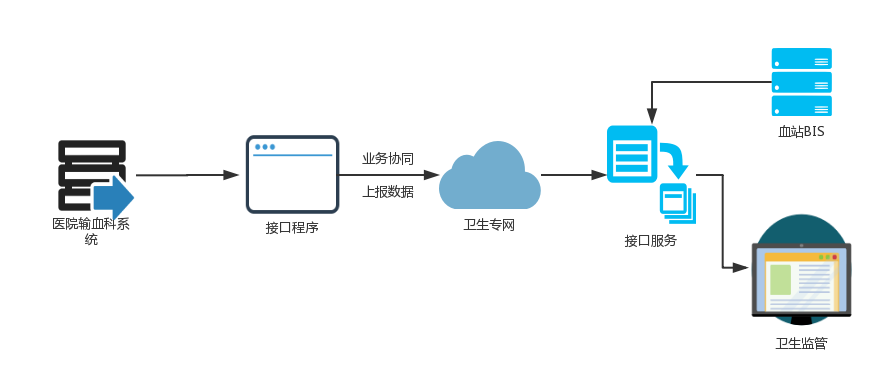 血站BIS
业务协同
上报数据
医院输血科系
统
接口程序
卫生专网
接口服务
卫生监管